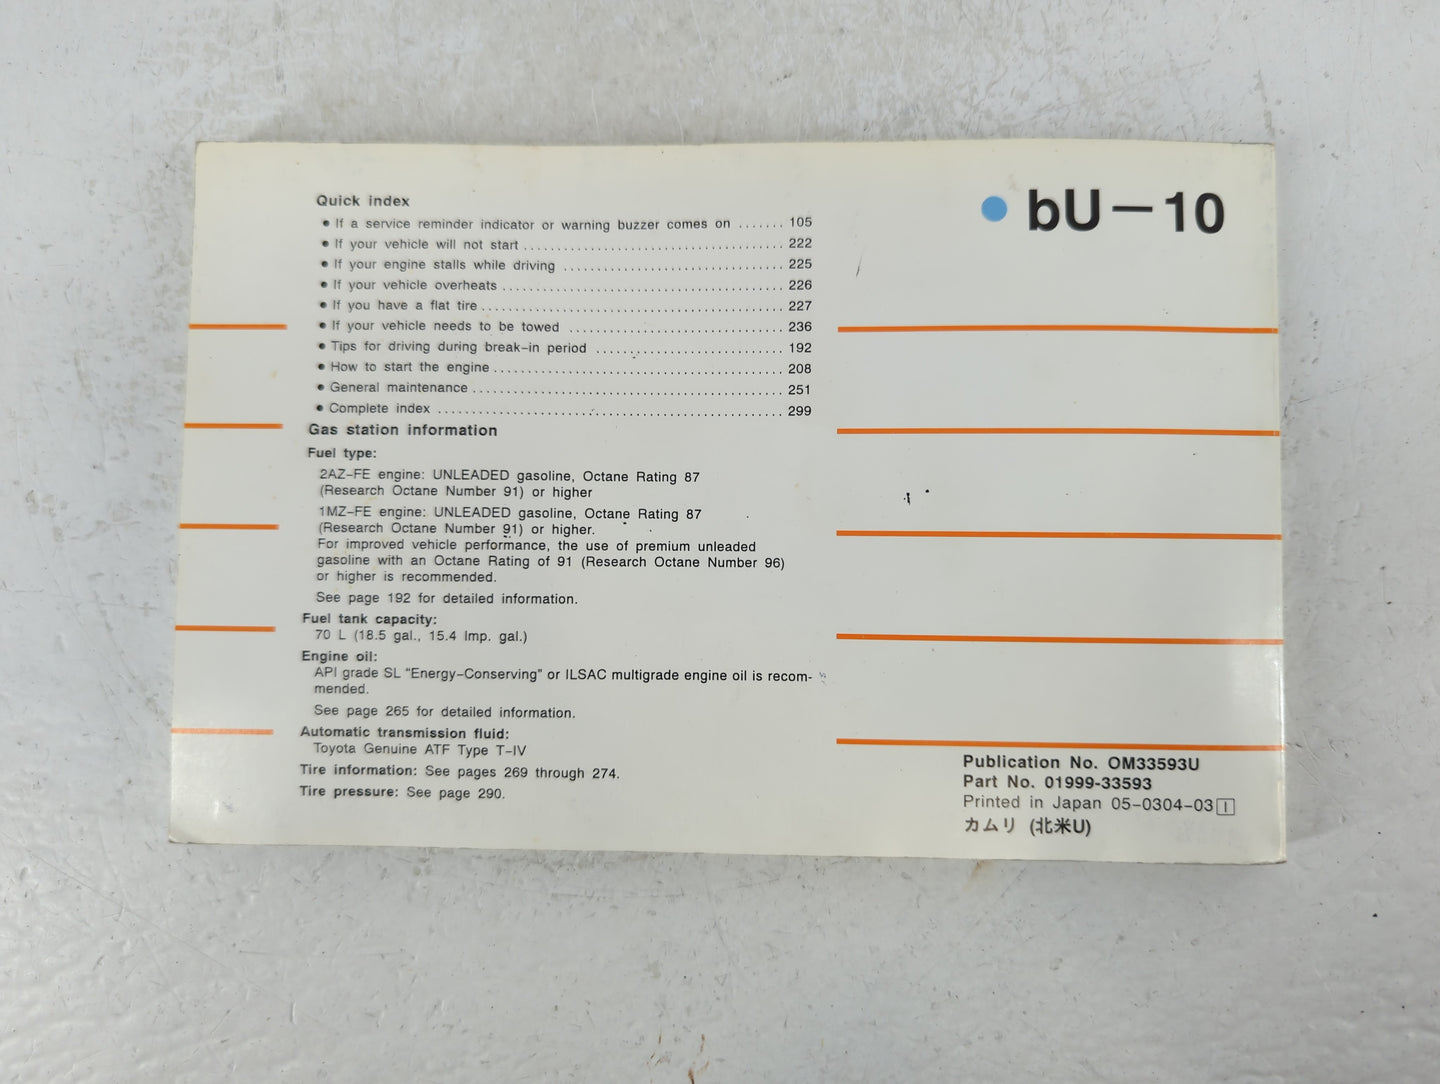 Quick index
• If a service reminder indicator or warning buzzer comes on ....... 105
• If your vehicle will not start ........................................ 222
• If your engine stalls while driving ................................... 225
• If your vehicle overheats ........................................... 226
• If you have a flat tire .............................................. 227
• If your vehicle needs to be towed .................................. 236
• Tips for driving during break-in period ............................. 192
• How to start the engine ............................................ 208
• General maintenance ............................................... 251
• Complete index .................................................... 299
Gas station information
Fuel type:
2AZ-FE engine: UNLEADED gasoline, Octane Rating 87
(Research Octane Number 91) or higher
1MZ-FE engine: UNLEADED gasoline, Octane Rating 87
(Research Octane Number 91) or higher.
For improved vehicle performance, the use of premium unleaded
gasoline with an Octane Rating of 91 (Research Octane Number 96)
or higher is recommended.
See page 192 for detailed information.
Fuel tank capacity:
70 L (18.5 gal., 15.4 Imp. gal.)
Engine oil:
API grade SL "Energy-Conserving" or ILSAC multigrade engine oil is recom-
mended.
See page 265 for detailed information.
Automatic transmission fluid:
Toyota Genuine ATF Type T-IV
Tire information: See pages 269 through 274.
Tire pressure: See page 290.
● bU-10
Publication No. OM33593U
Part No. 01999-33593
Printed in Japan 05-0304-03 I
カムリ (北米U)